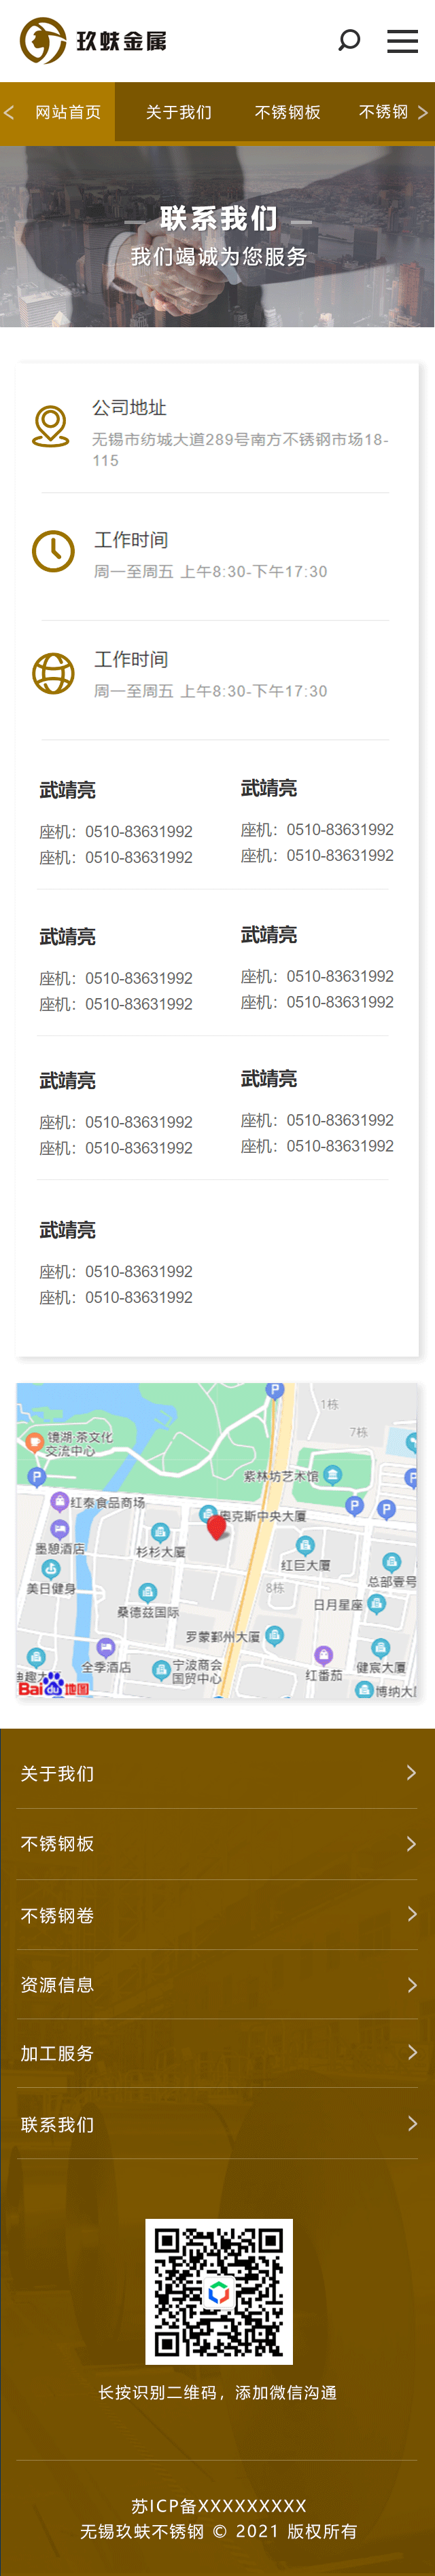 玖蚨金属
网站首页 关于我们 不锈钢板 不锈钢
联系我们
我们竭诚为您服务
公司地址
无锡市纺城大道289号南方不锈钢市场18-
115
工作时间
周一至周五 上午8:30-下午17:30
工作时间
周一至周五 上午8:30-下午17:30
武靖亮 武靖亮
座机：0510-83631992 座机：0510-83631992
座机：0510-83631992 座机：0510-83631992
武靖亮 武靖亮
座机：0510-83631992 座机：0510-83631992
座机：0510-83631992 座机：0510-83631992
武靖亮 武靖亮
座机：0510-83631992 座机：0510-83631992
座机：0510-83631992 座机：0510-83631992
武靖亮
座机：0510-83631992
座机：0510-83631992
1栋
镜湖·茶文化
交流中心
7栋
紫林坊艺术馆
红泰食品商场
奥克斯中央大厦
墨憩酒店
杉杉大厦
红巨大厦
美日健身
8栋
总部壹号
桑德兹国际
日月星座
罗蒙鄞州大厦
全季酒店
宁波商会
国贸中心
红番茄
健宸大厦
迪趣大
Bai du 地图
博纳大
关于我们
不锈钢板
不锈钢卷
资源信息
加工服务
联系我们
长按识别二维码，添加微信沟通
苏ICP备XXXXXXXXX
无锡玖蚨不锈钢 © 2021 版权所有